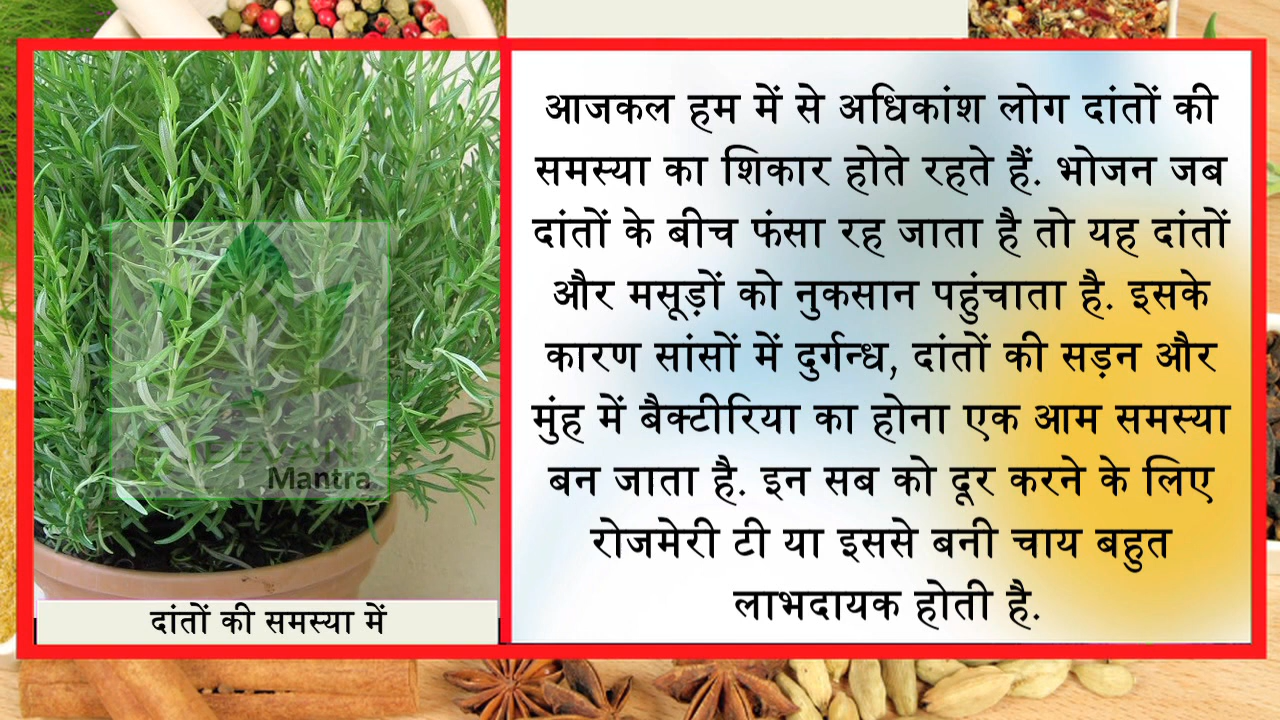 आजकल हम में से अधिकांश लोग दांतों की
समस्या का शिकार होते रहते हैं. भोजन जब
दांतों के बीच फंसा रह जाता है तो यह दांतों
और मसूड़ों को नुकसान पहुंचाता है. इसके
कारण सांसों में दुर्गन्ध, दांतों की सड़न और
मुंह में बैक्टीरिया का होना एक आम समस्या
बन जाता है. इन सब को दूर करने के लिए
रोजमेरी टी या इससे बनी चाय बहुत
लाभदायक होती है.
Mantra
दांतों की समस्या में